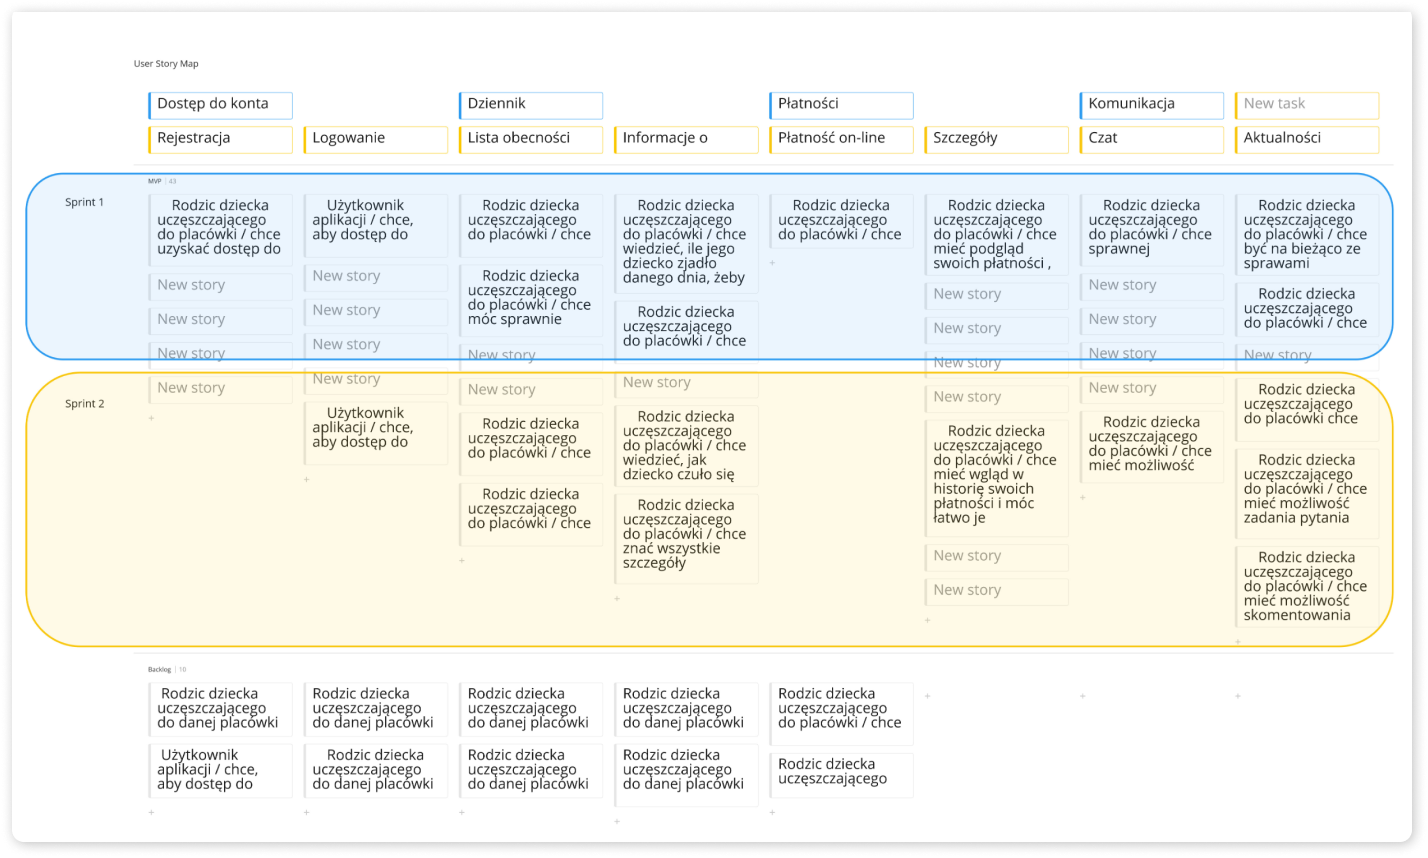 User Story Map
Dostęp do konta
Dziennik
Płatności
Komunikacja
New task
Rejestracja
Logowanie
Lista obecności
Informacje o
Płatność on-line
Szczegóły
Czat
Aktualności
MVP | 43
Sprint 1
Rodzic dziecka
uczęszczającego
do placówki / chce
uzyskać dostęp do
New story
New story
New story
New story
+
Użytkownik
aplikacji / chce,
aby dostęp do
New story
New story
New story
New story
Użytkownik
aplikacji / chce,
aby dostęp do
+
Rodzic dziecka
uczęszczającego
do placówki / chce
Rodzic dziecka
uczęszczającego
do placówki / chce
móc sprawnie
New story
New story
Rodzic dziecka
uczęszczającego
do placówki / chce
Rodzic dziecka
uczęszczającego
do placówki / chce
+
Rodzic dziecka
uczęszczającego
do placówki / chce
wiedzieć, ile jego
dziecko zjadło
danego dnia, żeby
Rodzic dziecka
uczęszczającego
do placówki / chce
New story
Rodzic dziecka
uczęszczającego
do placówki / chce
wiedzieć, jak
dziecko czuło się
Rodzic dziecka
uczęszczającego
do placówki / chce
znać wszystkie
szczegóły
+
Rodzic dziecka
uczęszczającego
do placówki / chce
+
Rodzic dziecka
uczęszczającego
do placówki / chce
mieć podgląd
swoich płatności ,
New story
New story
New story
New story
Rodzic dziecka
uczęszczającego
do placówki / chce
mieć wgląd w
historię swoich
płatności i móc
łatwo je
New story
New story
+
Rodzic dziecka
uczęszczającego
do placówki / chce
sprawnej
New story
New story
New story
New story
Rodzic dziecka
uczęszczającego
do placówki / chce
mieć możliwość
+
Rodzic dziecka
uczęszczającego
do placówki / chce
być na bieżąco ze
sprawami
Rodzic dziecka
uczęszczającego
do placówki / chce
New story
Rodzic dziecka
uczęszczającego
do placówki chce
Rodzic dziecka
uczęszczającego
do placówki / chce
mieć możliwość
zadania pytania
Rodzic dziecka
uczęszczającego
do placówki / chce
mieć możliwość
skomentowania
+
Sprint 2
Backlog | 10
Rodzic dziecka
uczęszczającego
do danej placówki
Użytkownik
aplikacji / chce,
aby dostęp do
+
Rodzic dziecka
uczęszczającego
do danej placówki
Rodzic dziecka
uczęszczającego
do danej placówki
+
Rodzic dziecka
uczęszczającego
do danej placówki
Rodzic dziecka
uczęszczającego
do danej placówki
+
Rodzic dziecka
uczęszczającego
do danej placówki
Rodzic dziecka
uczęszczającego
do danej placówki
+
Rodzic dziecka
uczęszczającego
do placówki / chce
Rodzic dziecka
uczęszczającego
+
+
+
+